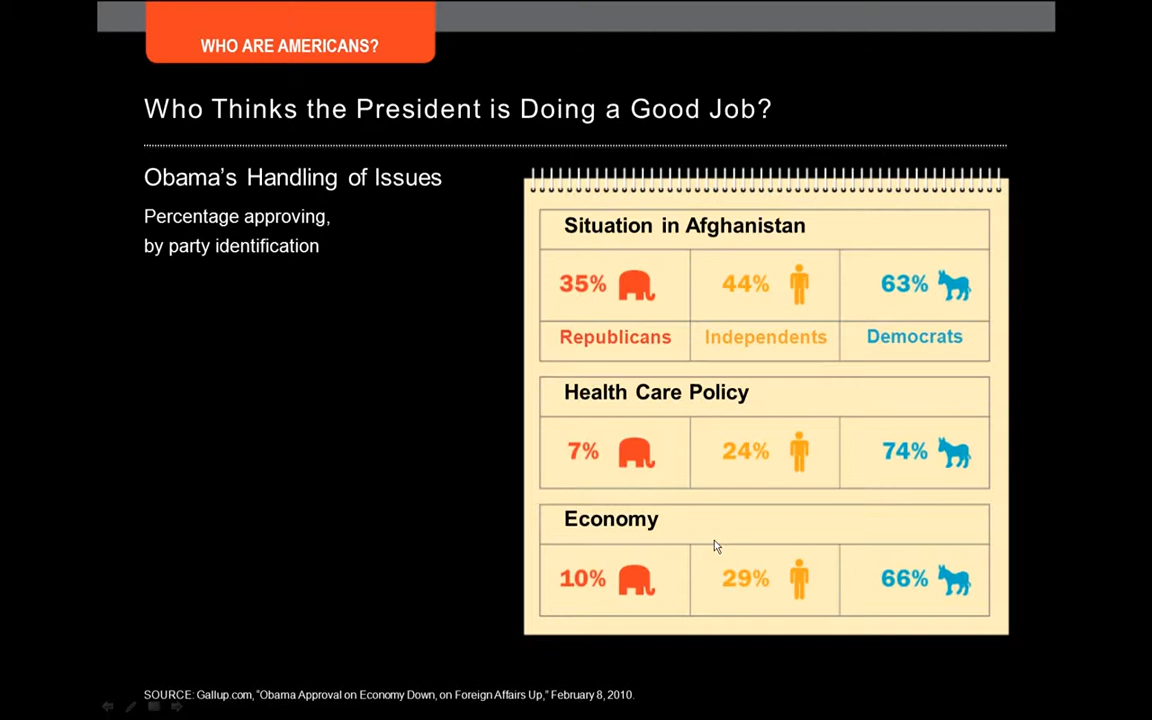 WHO ARE AMERICANS?
Who Thinks the President is Doing a Good Job?
Obama's Handling of Issues
Percentage approving,
by party identification
Situation in Afghanistan
35% 44% 63%
Republicans Independents Democrats
Health Care Policy
7% 24% 74%
Economy
10% 29% 66%
SOURCE: Gallup.com, "Obama Approval on Economy Down, on Foreign Affairs Up," February 8, 2010.